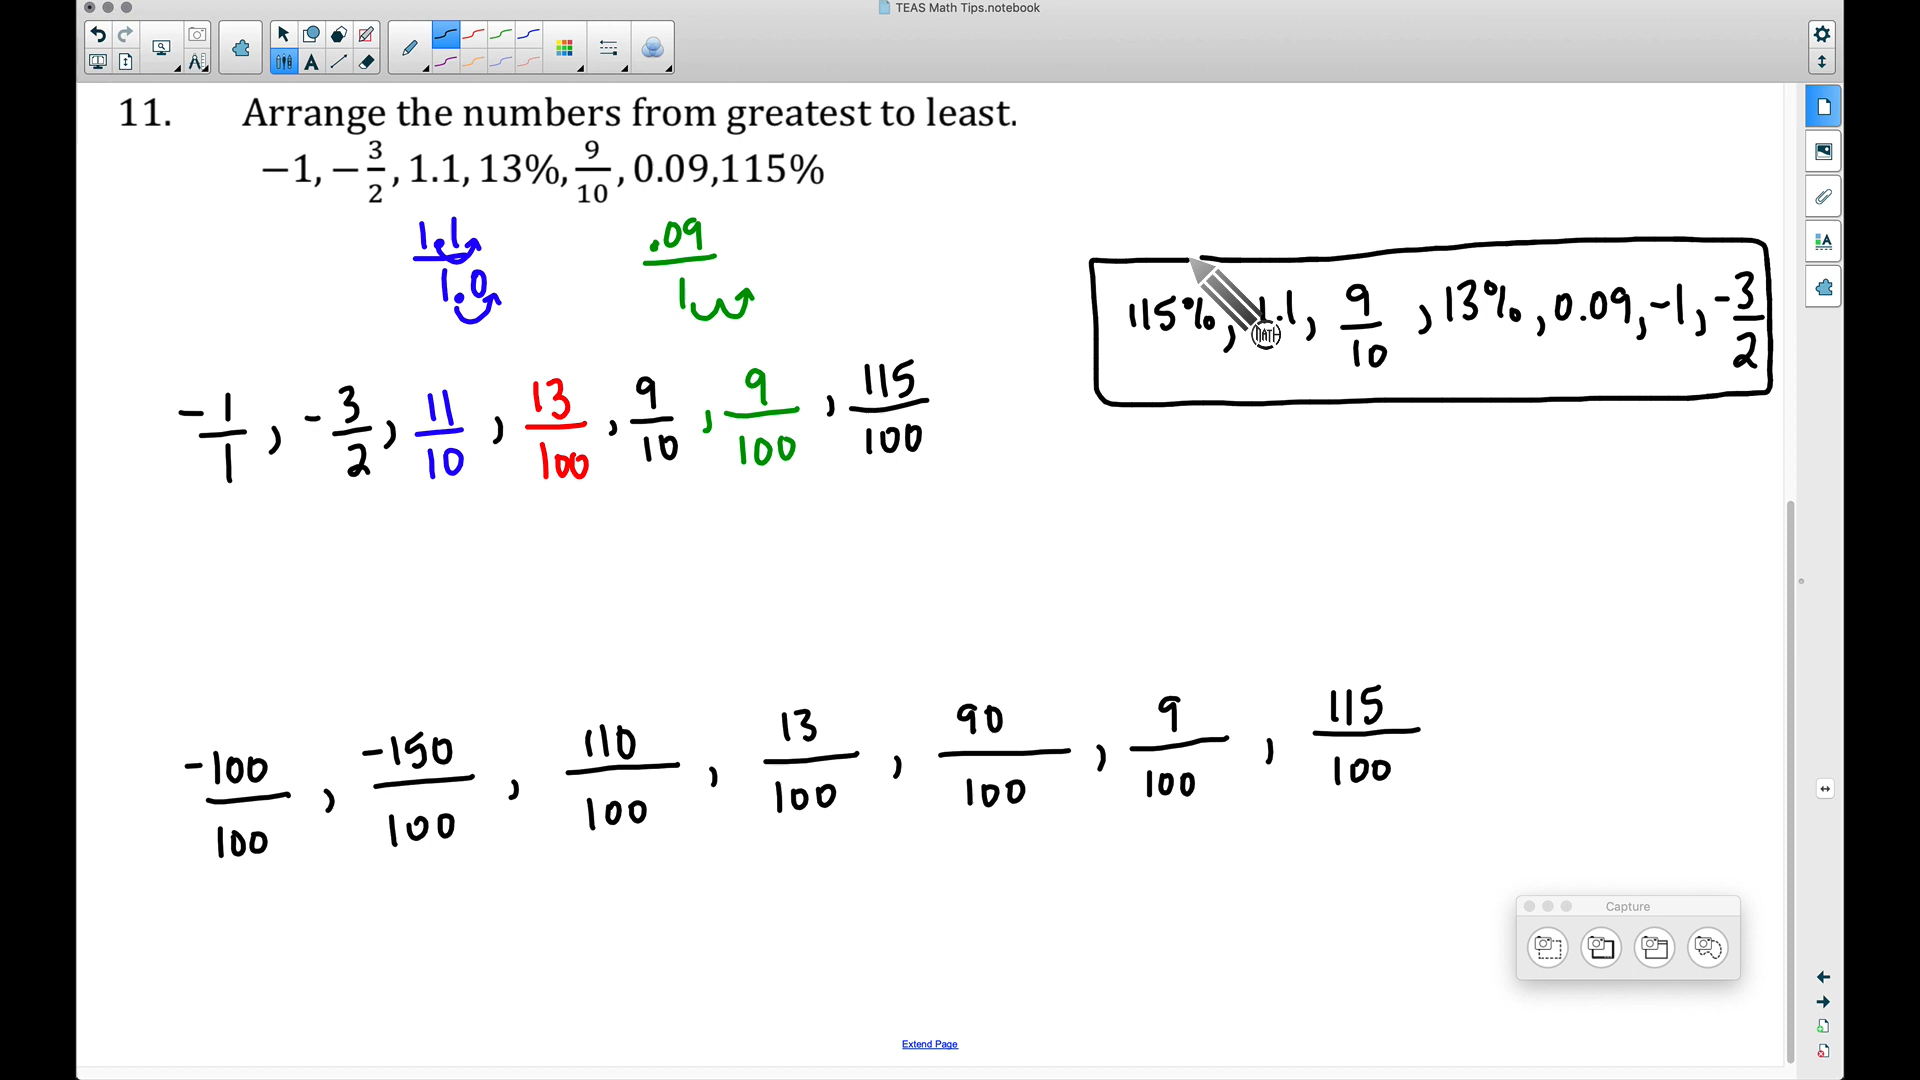 TEAS Math Tips.notebook
11. Arrange the numbers from greatest to least.
−1, −3/2, 1.1, 13%, 9/10, 0.09,115%
1.1/1.0 .09/1
115%, 1.1, 9/10, 13%, 0.09, -1, -3/2
MATH
-1/1, -3/2, 11/10, 13/100, 9/10, 9/100, 115/100
-100/100, -150/100, 110/100, 13/100, 90/100, 9/100, 115/100
Capture
Extend Page